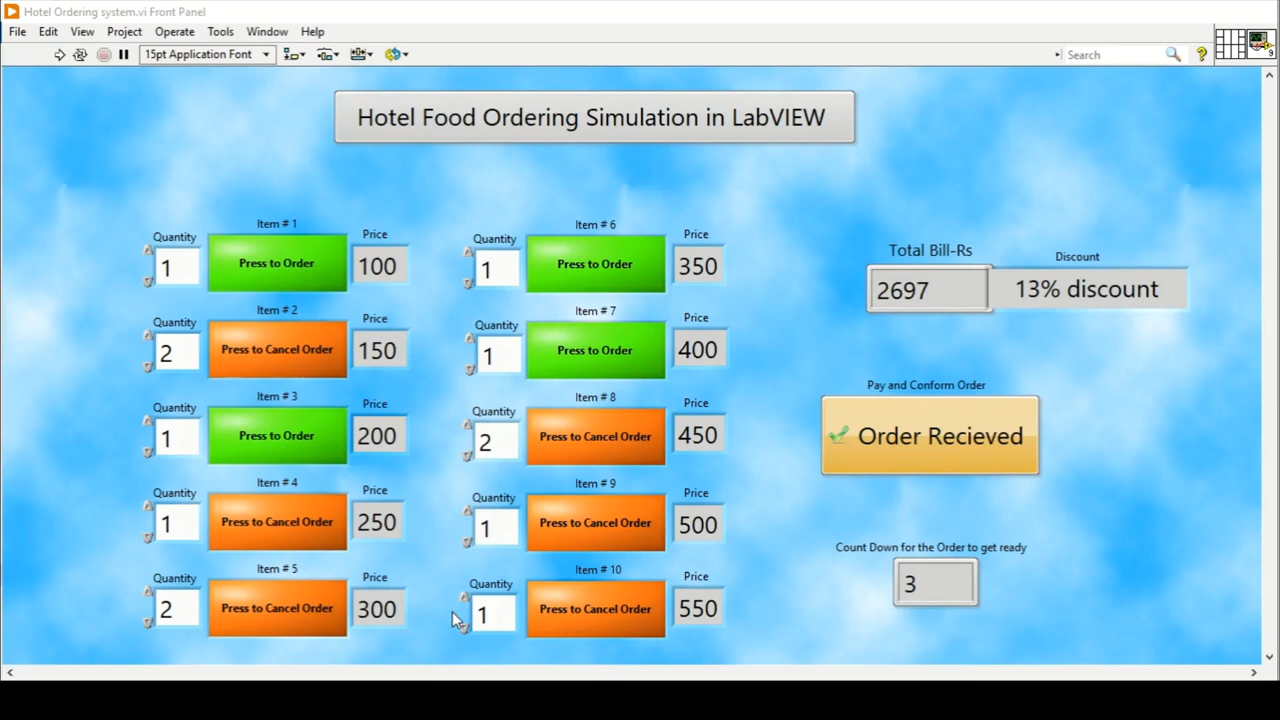 Hotel Ordering system.vi Front Panel
File Edit View Project Operate Tools Window Help
15pt Application Font
Search
?
9
Hotel Food Ordering Simulation in LabVIEW
Item # 1
Quantity
Price
1
Press to Order
100
Item # 2
Quantity
Price
2
Press to Cancel Order
150
Item # 3
Quantity
Price
1
Press to Order
200
Item # 4
Quantity
Price
1
Press to Cancel Order
250
Item # 5
Quantity
Price
2
Press to Cancel Order
300
Item # 6
Quantity
Price
1
Press to Order
350
Item # 7
Quantity
Price
1
Press to Order
400
Item # 8
Quantity
Price
2
Press to Cancel Order
450
Item # 9
Quantity
Price
1
Press to Cancel Order
500
Item # 10
Quantity
Price
1
Press to Cancel Order
550
Total Bill-Rs
Discount
2697
13% discount
Pay and Conform Order
Order Recieved
Count Down for the Order to get ready
3